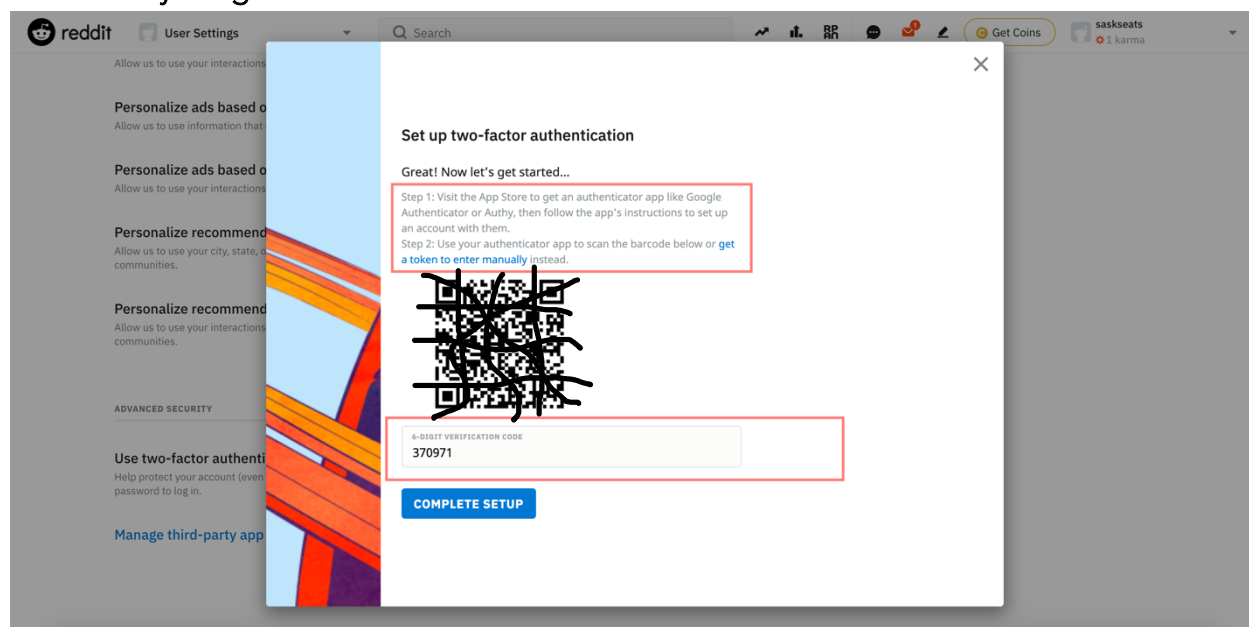 reddit
User Settings
Search
Get Coins
saskseats
1 karma
Allow us to use your interactions
Personalize ads based o
Allow us to use information that
Personalize ads based o
Allow us to use your interactions
Personalize recommend
Allow us to use your city, state,
communities.
Personalize recommend
Allow us to use your interactions
communities.
ADVANCED SECURITY
Use two-factor authenti
Help protect your account (even
password to log in.
Manage third-party app
Set up two-factor authentication
Great! Now let's get started...
Step 1: Visit the App Store to get an authenticator app like Google
Authenticator or Authy, then follow the app's instructions to set up
an account with them.
Step 2: Use your authenticator app to scan the barcode below or get
a token to enter manually instead.
6-DIGIT VERIFICATION CODE
370971
COMPLETE SETUP